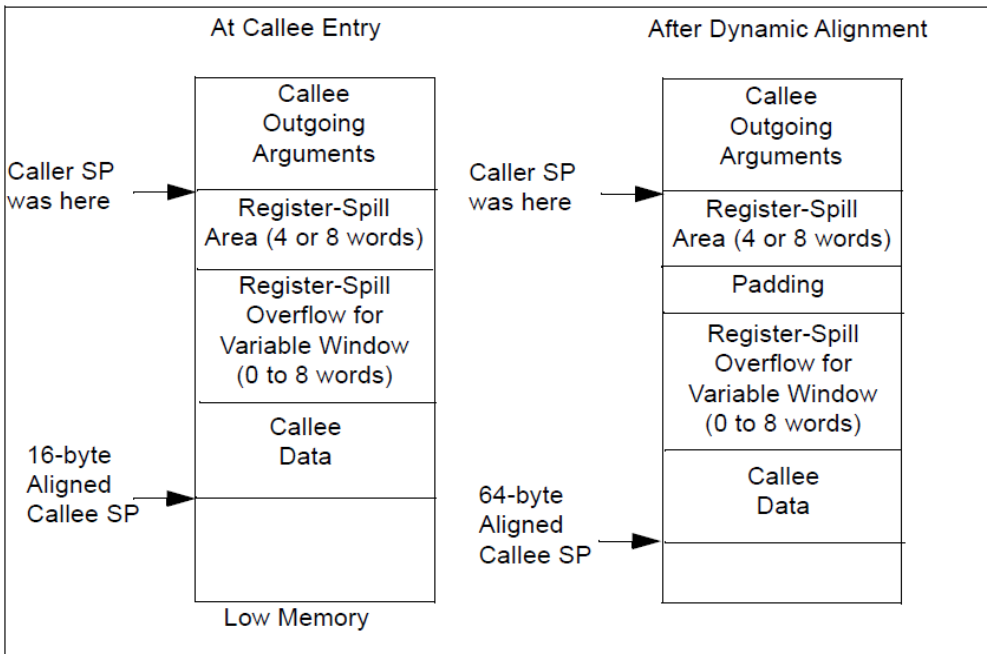 At Callee Entry
Callee
Outgoing
Arguments
Caller SP
was here
Register-Spill
Area (4 or 8 words)
Register-Spill
Overflow for
Variable Window
(0 to 8 words)
Callee
Data
16-byte
Aligned
Callee SP
Low Memory
After Dynamic Alignment
Callee
Outgoing
Arguments
Caller SP
was here
Register-Spill
Area (4 or 8 words)
Padding
Register-Spill
Overflow for
Variable Window
(0 to 8 words)
Callee
Data
64-byte
Aligned
Callee SP